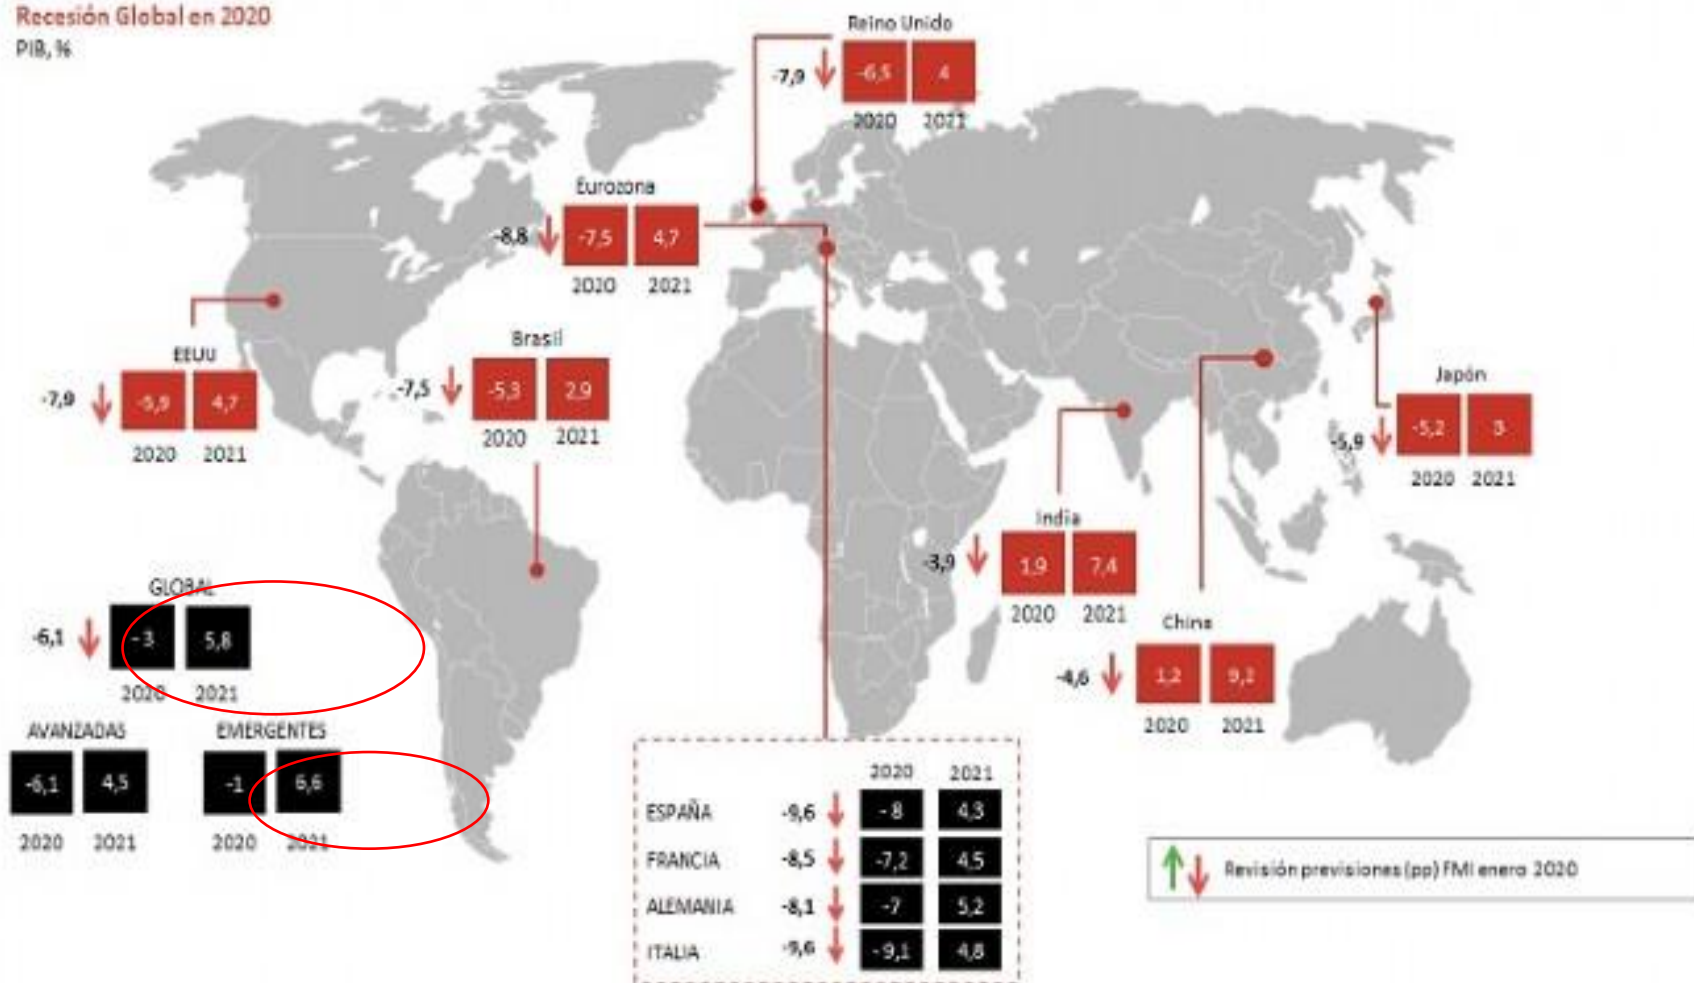 Recesión Global en 2020
PIB, %
Reino Unido
-7,9 -6,5 4
2020 2021
Eurozona
-8,8 -7,5 4,7
2020 2021
EEUU
-7,9 -5,9 4,7
2020 2021
Brasil
-7,5 -5,3 2,9
2020 2021
Japón
-5,9 -5,2 3
2020 2021
India
-3,9 1,9 7,4
2020 2021
China
-4,6 1,2 9,2
2020 2021
GLOBAL
-6,1 -3 5,8
2020 2021
AVANZADAS
-6,1 4,5
2020 2021
EMERGENTES
-1 6,6
2020 2021
2020 2021
ESPAÑA -9,6 -8 4,3
FRANCIA -8,5 -7,2 4,5
ALEMANIA -8,1 -7 5,2
ITALIA -9,6 -9,1 4,8
Revisión previsiones (pp) FMI enero 2020